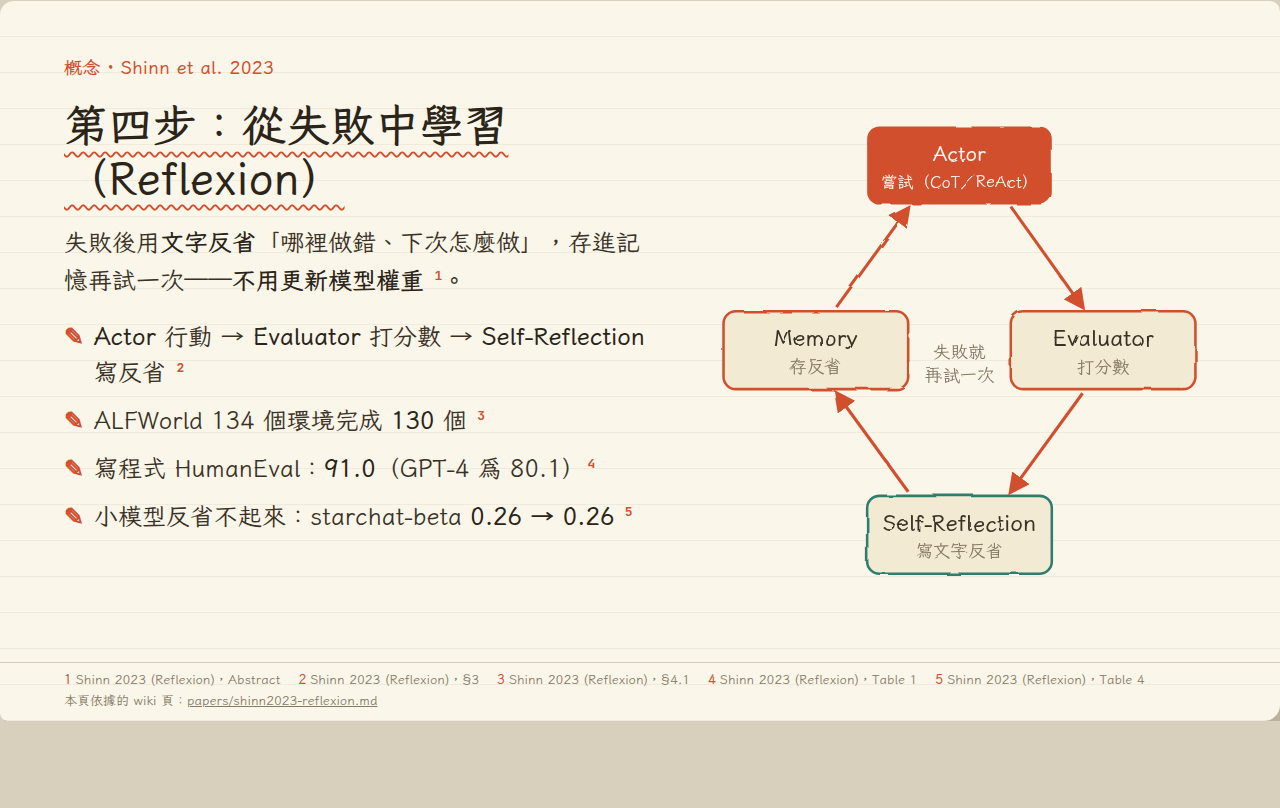 概念・Shinn et al. 2023
第四步：從失敗中學習
（Reflexion）
失敗後用文字反省「哪裡做錯、下次怎麼做」，存進記
憶再試一次——不用更新模型權重 1。
✎ Actor 行動 → Evaluator 打分數 → Self-Reflection
寫反省 2
✎ ALFWorld 134 個環境完成 130 個 3
✎ 寫程式 HumanEval：91.0（GPT-4 為 80.1） 4
✎ 小模型反省不起來：starchat-beta 0.26 → 0.26 5
Actor
嘗試（CoT／ReAct）
Memory
存反省
失敗就
再試一次
Evaluator
打分數
Self-Reflection
寫文字反省
1 Shinn 2023 (Reflexion)，Abstract 2 Shinn 2023 (Reflexion)，§3 3 Shinn 2023 (Reflexion)，§4.1 4 Shinn 2023 (Reflexion)，Table 1 5 Shinn 2023 (Reflexion)，Table 4
本頁依據的 wiki 頁：papers/shinn2023-reflexion.md